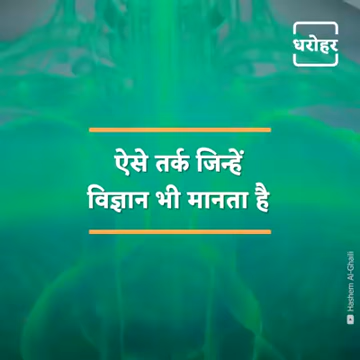 धरोहर
ऐसे तर्क जिन्हें
विज्ञान भी मानता है
Hashem Al-Ghaili